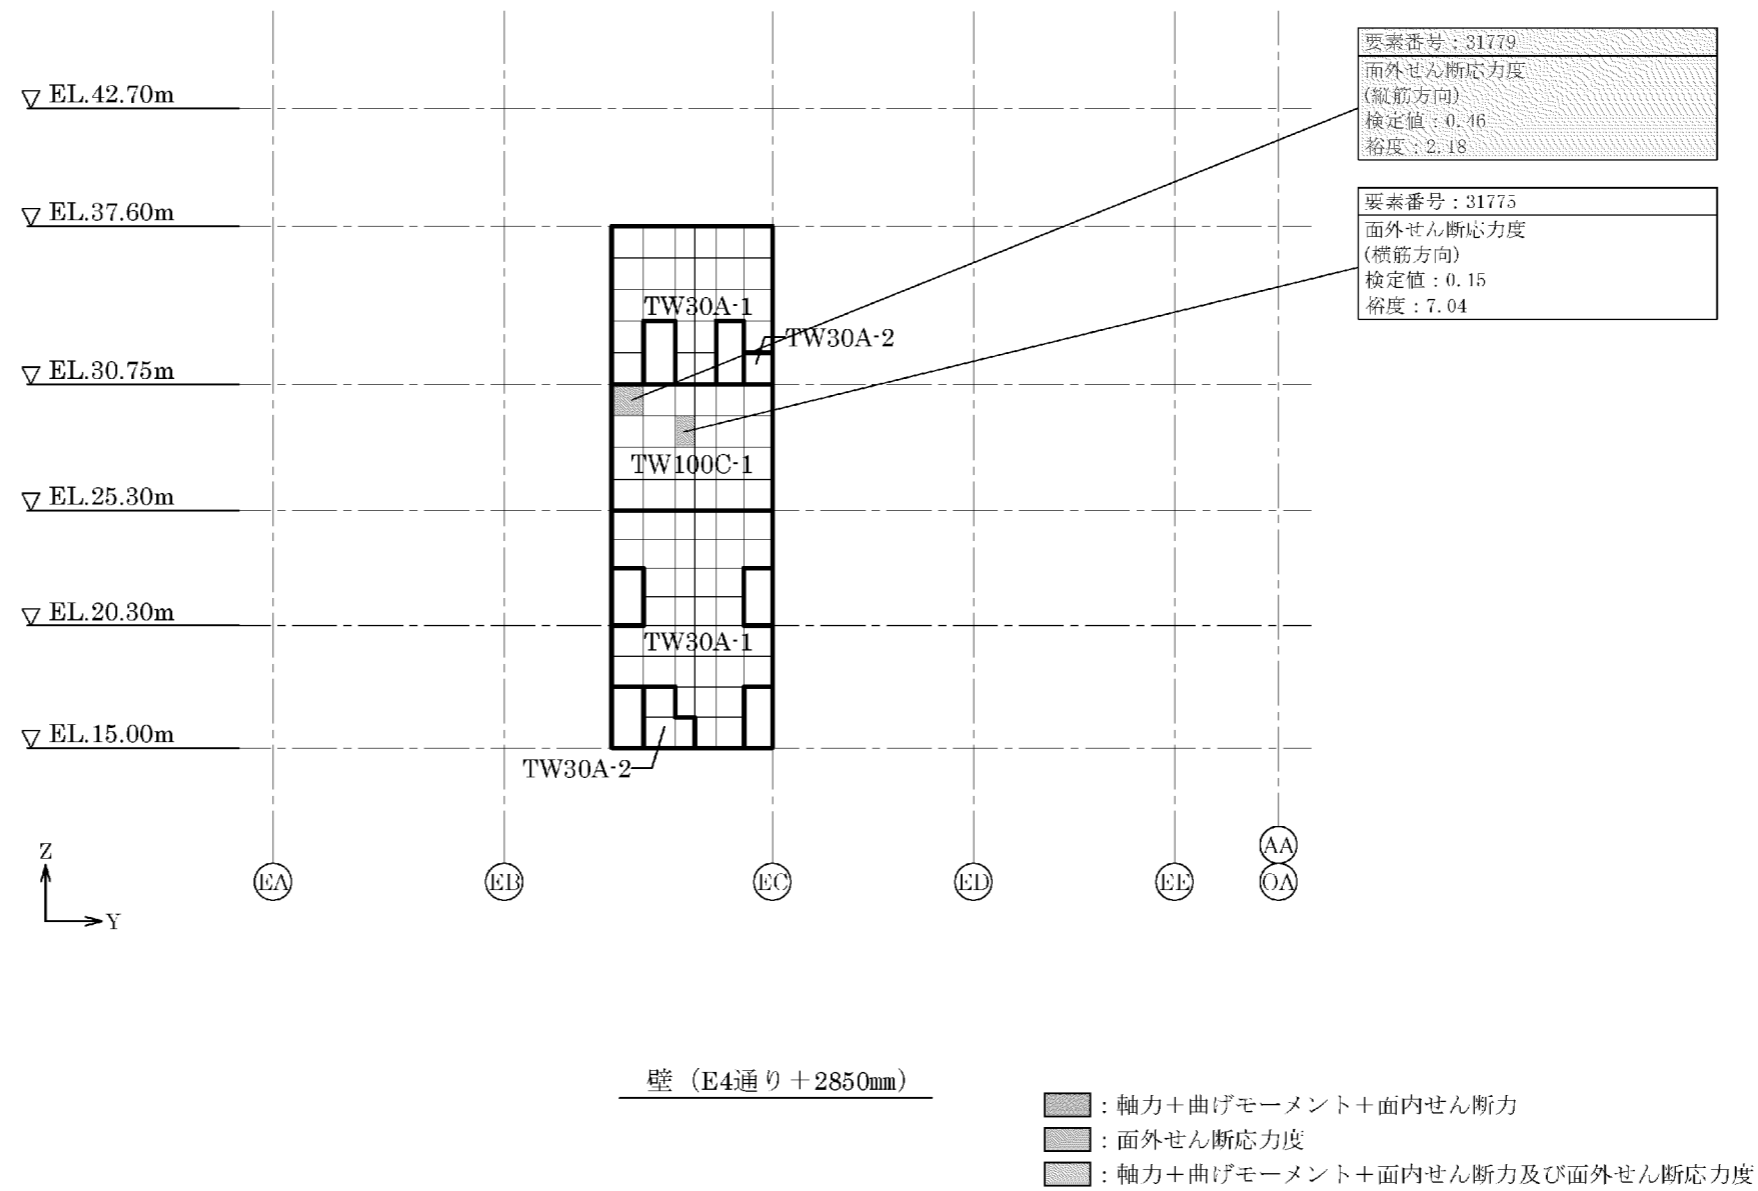 要素番号：31779
面外せん断応力度
(縦筋方向)
検定値：0.46
裕度：2.18
要素番号：31775
面外せん断応力度
(横筋方向)
検定値：0.15
裕度：7.04
▽ EL.42.70m
▽ EL.37.60m
TW30A-1
TW30A-2
▽ EL.30.75m
TW100C-1
▽ EL.25.30m
▽ EL.20.30m
TW30A-1
▽ EL.15.00m
TW30A-2
Z
Y
EA
EB
EC
ED
EE
AA
OA
壁（E4通り＋2850㎜）
：軸力＋曲げモーメント＋面内せん断力
：面外せん断応力度
：軸力＋曲げモーメント＋面内せん断力及び面外せん断応力度